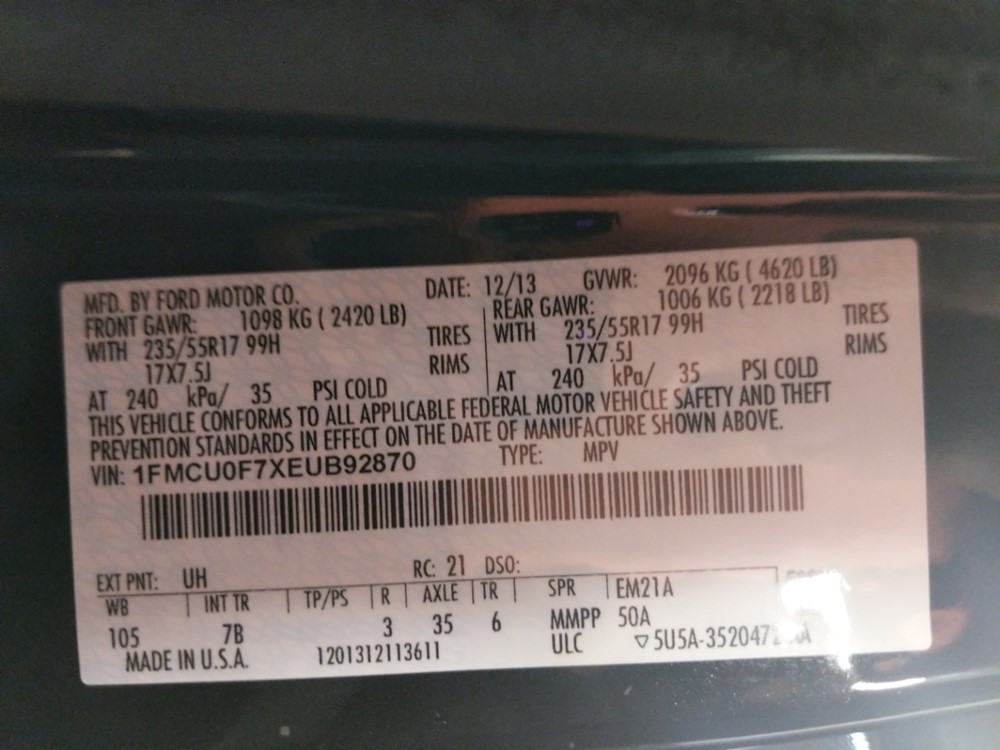 MFD. BY FORD MOTOR CO. DATE: 12/13 GVWR: 2096 KG ( 4620 LB)
FRONT GAWR: 1098 KG ( 2420 LB) REAR GAWR: 1006 KG ( 2218 LB)
WITH 235/55R17 99H TIRES WITH 235/55R17 99H TIRES
17X7.5J RIMS 17X7.5J RIMS
AT 240 kPa/ 35 PSI COLD AT 240 kPa/ 35 PSI COLD
THIS VEHICLE CONFORMS TO ALL APPLICABLE FEDERAL MOTOR VEHICLE SAFETY AND THEFT
PREVENTION STANDARDS IN EFFECT ON THE DATE OF MANUFACTURE SHOWN ABOVE.
VIN: 1FMCU0F7XEUB92870 TYPE: MPV
EXT PNT: UH RC: 21 DSO:
WB INT TR TP/PS R AXLE TR SPR EM21A
105 7B 3 35 6 MMPP 50A
MADE IN U.S.A. 1201312113611 ULC